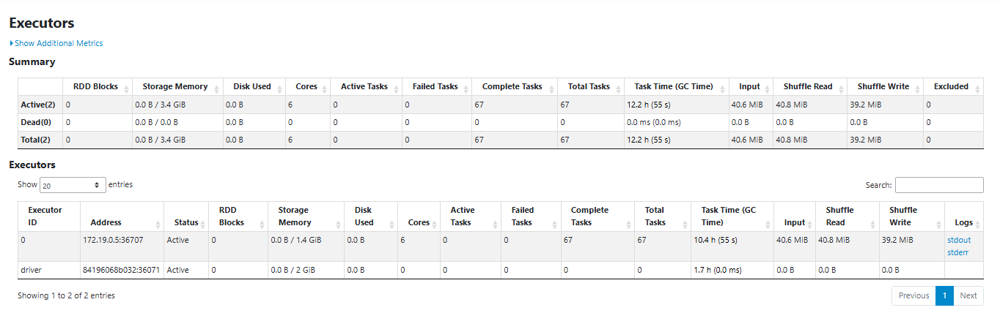 Executors
Show Additional Metrics
Summary
RDD Blocks Storage Memory Disk Used Cores Active Tasks Failed Tasks Complete Tasks Total Tasks Task Time (GC Time) Input Shuffle Read Shuffle Write Excluded
Active(2) 0 0.0 B / 3.4 GiB 0.0 B 6 0 0 67 67 12.2 h (55 s) 40.6 MiB 40.8 MiB 39.2 MiB 0
Dead(0) 0 0.0 B / 0.0 B 0.0 B 0 0 0 0 0 0.0 ms (0.0 ms) 0.0 B 0.0 B 0.0 B 0
Total(2) 0 0.0 B / 3.4 GiB 0.0 B 6 0 0 67 67 12.2 h (55 s) 40.6 MiB 40.8 MiB 39.2 MiB 0
Executors
Show 20 entries Search:
Executor ID Address Status RDD Blocks Storage Memory Disk Used Cores Active Tasks Failed Tasks Complete Tasks Total Tasks Task Time (GC Time) Input Shuffle Read Shuffle Write Logs
0 172.19.0.5:36707 Active 0 0.0 B / 1.4 GiB 0.0 B 6 0 0 67 67 10.4 h (55 s) 40.6 MiB 40.8 MiB 39.2 MiB stdout
stderr
driver 84196068b032:36071 Active 0 0.0 B / 2 GiB 0.0 B 0 0 0 0 0 1.7 h (0.0 ms) 0.0 B 0.0 B 0.0 B
Showing 1 to 2 of 2 entries Previous 1 Next